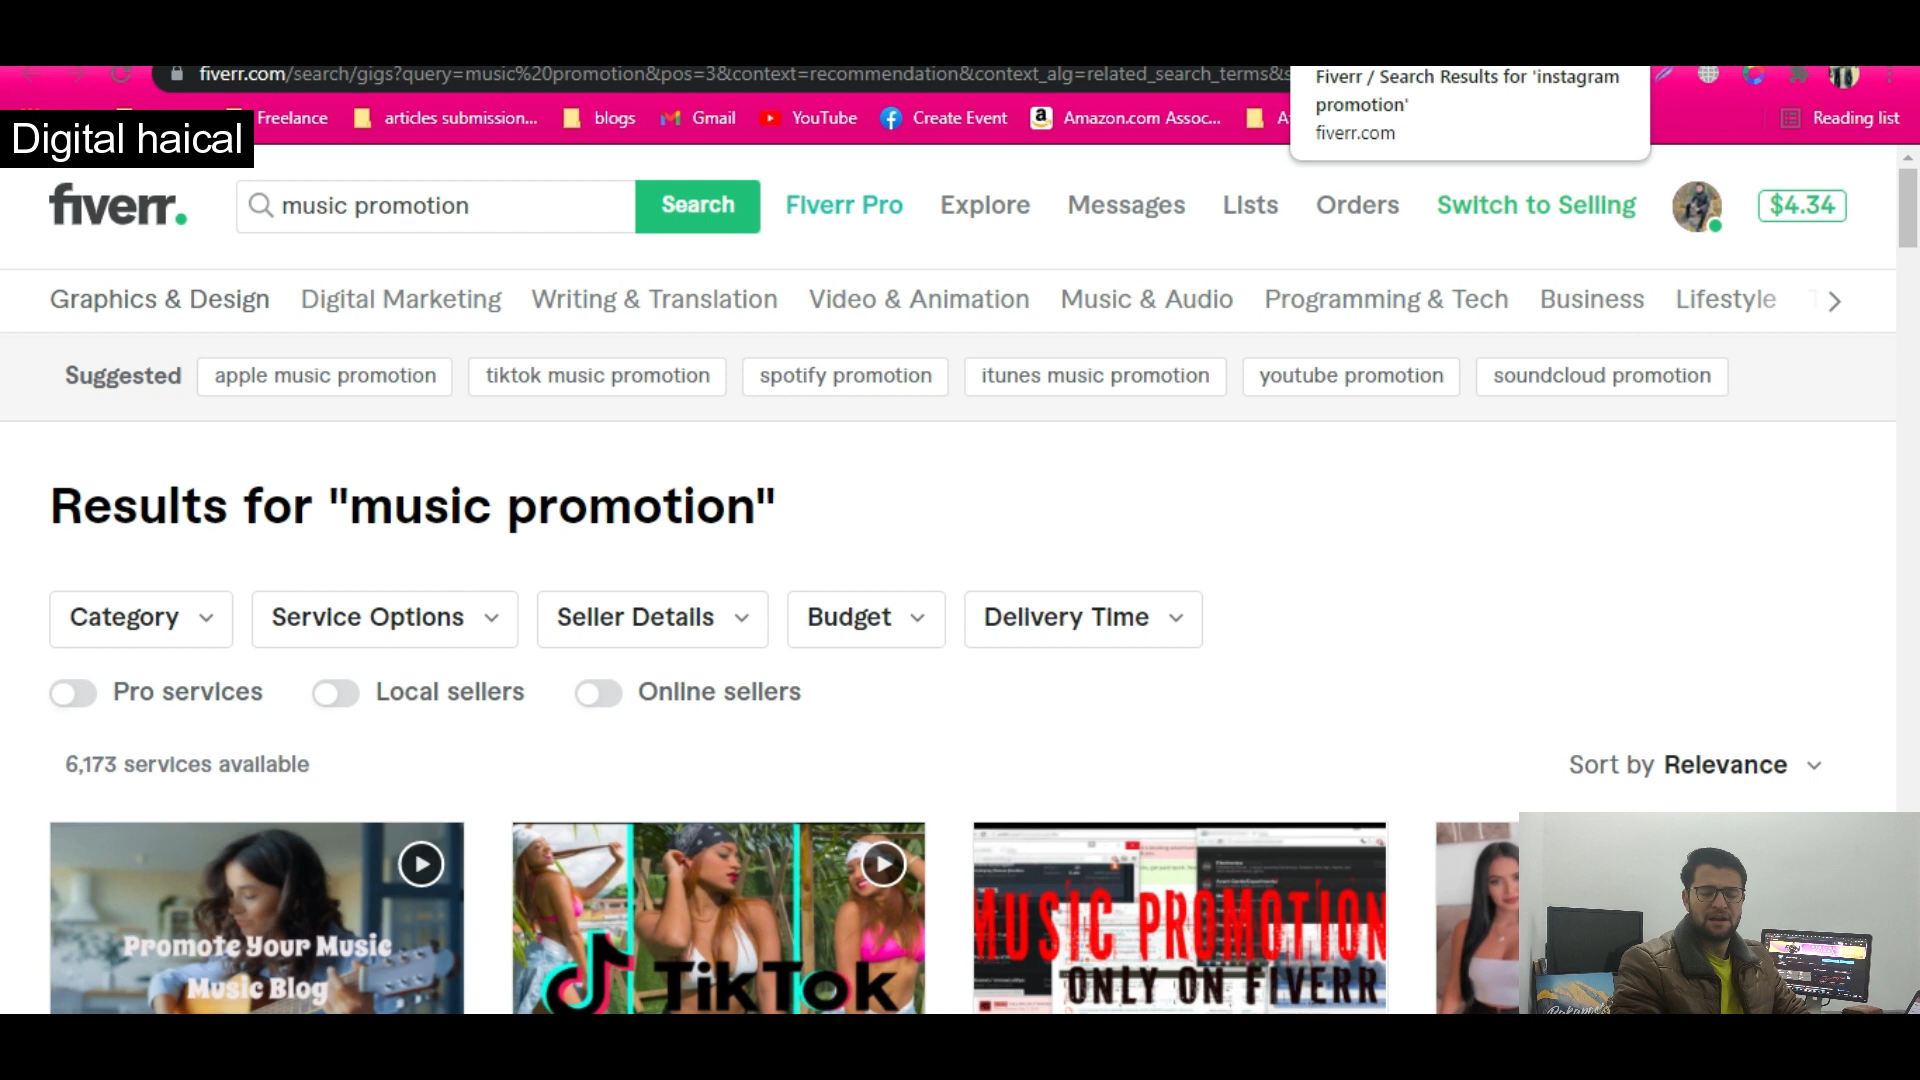 fiverr.com/search/gigs?query=music%20promotion&pos=3&context=recommendation&context_alg=related_search_terms&s
Fiverr / Search Results for 'instagram
promotion'
fiverr.com
Freelance
articles submission...
blogs
Gmail
YouTube
Create Event
Amazon.com Assoc...
Reading list
Digital haical
fiverr.
music promotion
Search
Fiverr Pro
Explore
Messages
Lists
Orders
Switch to Selling
$4.34
Graphics & Design
Digital Marketing
Writing & Translation
Video & Animation
Music & Audio
Programming & Tech
Business
Lifestyle
Suggested
apple music promotion
tiktok music promotion
spotify promotion
itunes music promotion
youtube promotion
soundcloud promotion
Results for "music promotion"
Category
Service Options
Seller Details
Budget
Delivery Time
Pro services
Local sellers
Online sellers
6,173 services available
Sort by Relevance
Promote Your Music
Music Blog
TikTok
MUSIC PROMOTION
ONLY ON FIVERR